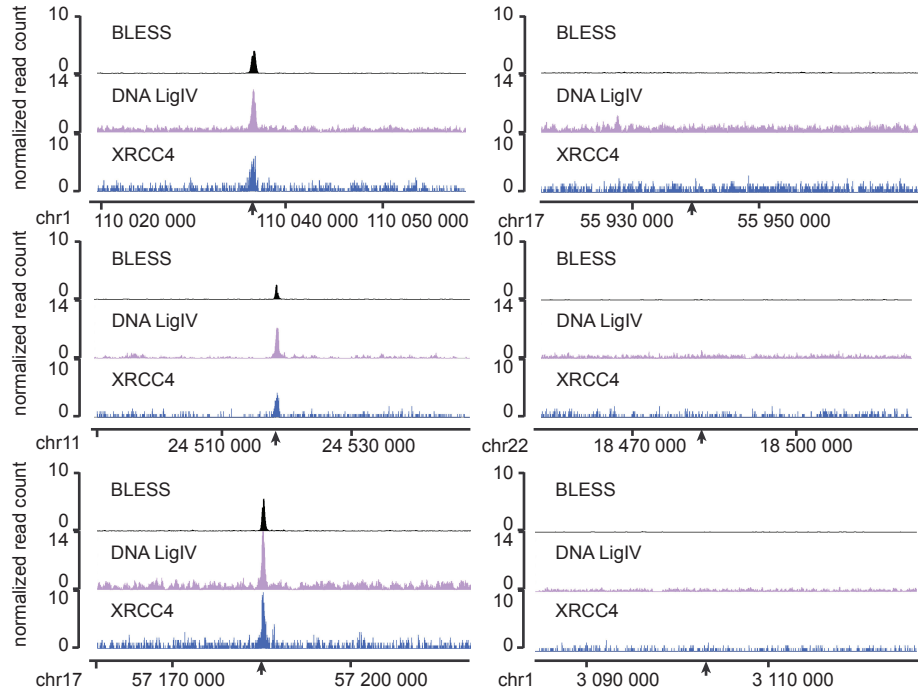 normalized read count
10
BLESS
0
14
DNA LigIV
0
10
XRCC4
0
chr1
110 020 000
110 040 000
110 050 000
10
BLESS
0
14
DNA LigIV
0
10
XRCC4
0
chr17
55 930 000
55 950 000
normalized read count
10
BLESS
0
14
DNA LigIV
0
10
XRCC4
0
chr11
24 510 000
24 530 000
10
BLESS
0
14
DNA LigIV
0
10
XRCC4
0
chr22
18 470 000
18 500 000
normalized read count
10
BLESS
0
14
DNA LigIV
0
10
XRCC4
0
chr17
57 170 000
57 200 000
10
BLESS
0
14
DNA LigIV
0
10
XRCC4
0
chr1
3 090 000
3 110 000